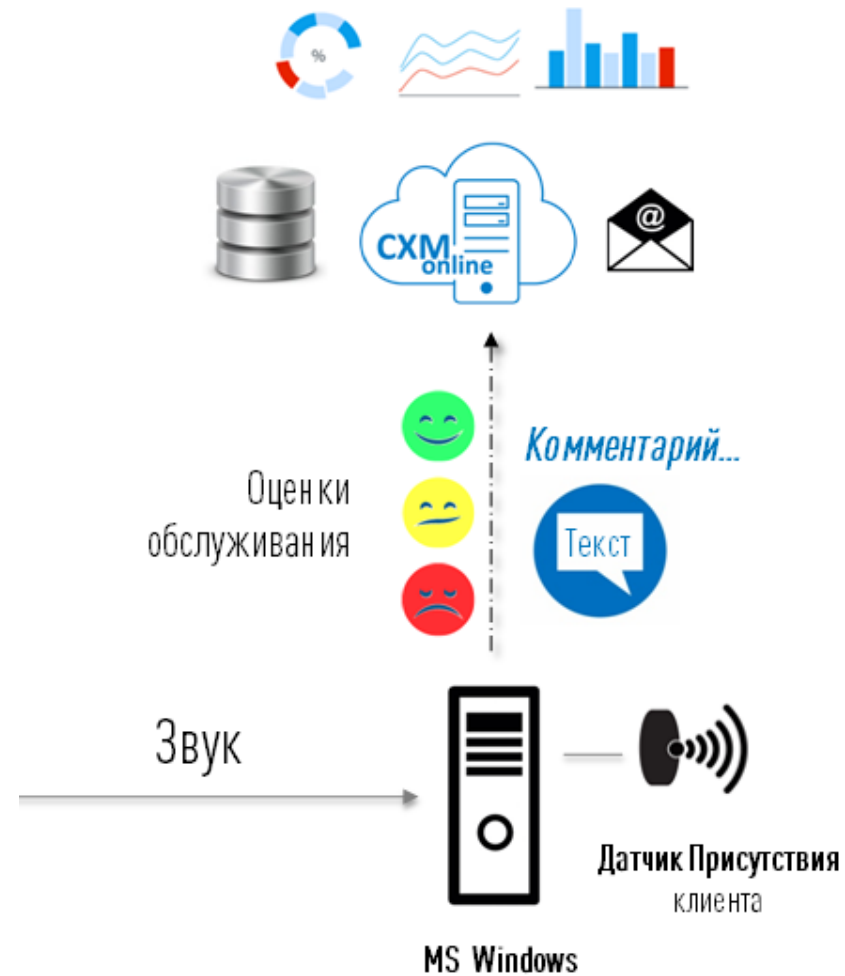 %
CXM
online
@
Комментарий...
Оценки
обслуживания
Текст
Звук
Датчик Присутствия
клиента
MS Windows